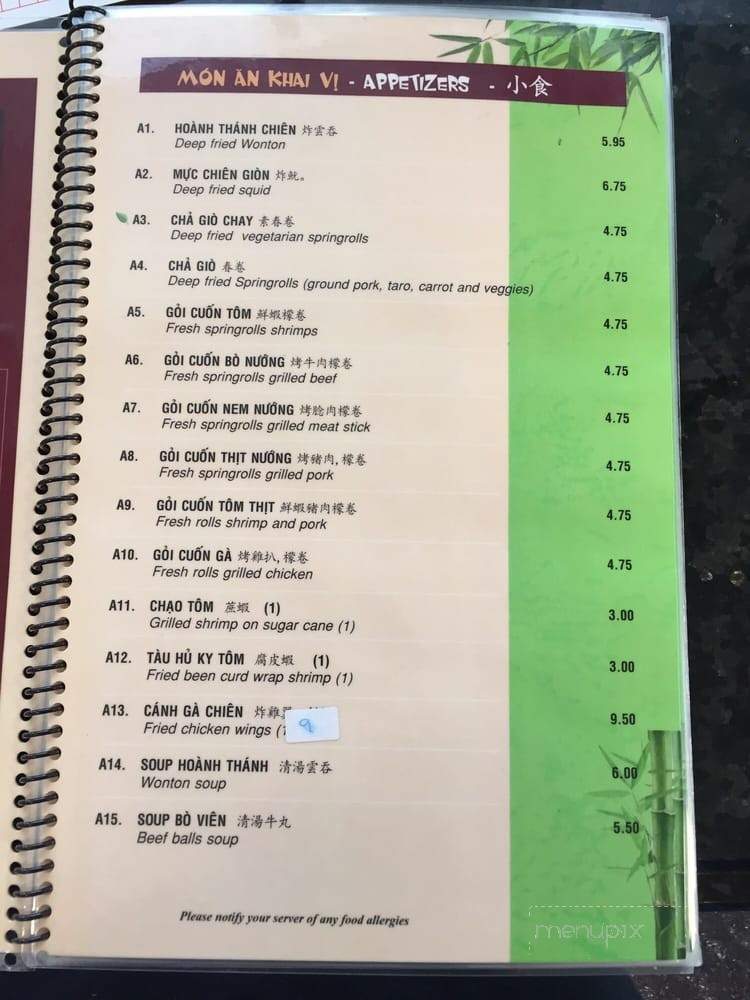 MÓN ĂN KHAI VỊ - APPETIZERS - 小食
A1. HOÀNH THÁNH CHIÊN 炸雲吞 5.95
Deep fried Wonton
A2. MỰC CHIÊN GIÒN 炸魷。 6.75
Deep fried squid
A3. CHẢ GIÒ CHAY 素春卷 4.75
Deep fried vegetarian springrolls
A4. CHẢ GIÒ 春卷 4.75
Deep fried Springrolls (ground pork, taro, carrot and veggies)
A5. GỎI CUỐN TÔM 鮮蝦檬卷 4.75
Fresh springrolls shrimps
A6. GỎI CUỐN BÒ NƯỚNG 烤牛肉檬卷 4.75
Fresh springrolls grilled beef
A7. GỎI CUỐN NEM NƯỚNG 烤腍肉檬卷 4.75
Fresh springrolls grilled meat stick
A8. GỎI CUỐN THỊT NƯỚNG 烤豬肉,檬卷 4.75
Fresh springrolls grilled pork
A9. GỎI CUỐN TÔM THỊT 鮮蝦豬肉檬卷 4.75
Fresh rolls shrimp and pork
A10. GỎI CUỐN GÀ 烤雞扒,檬卷 4.75
Fresh rolls grilled chicken
A11. CHẠO TÔM 蔗蝦 (1) 3.00
Grilled shrimp on sugar cane (1)
A12. TÀU HỦ KY TÔM 腐皮蝦 (1) 3.00
Fried been curd wrap shrimp (1)
A13. CÁNH GÀ CHIÊN 炸雞 9.50
Fried chicken wings (
9
A14. SOUP HOÀNH THÁNH 清湯雲吞 6.00
Wonton soup
A15. SOUP BÒ VIÊN 清湯牛丸 5.50
Beef balls soup
Please notify your server of any food allergies
menupix